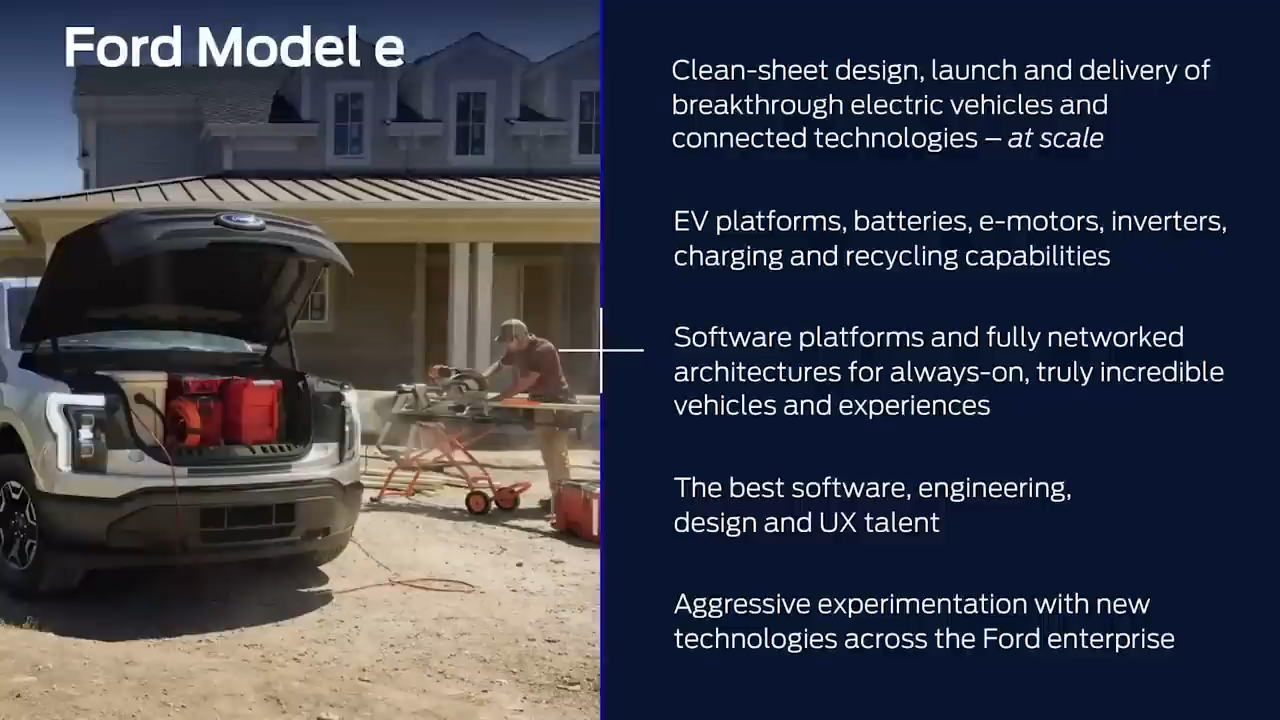 Ford Model e
Clean-sheet design, launch and delivery of
breakthrough electric vehicles and
connected technologies – at scale
EV platforms, batteries, e-motors, inverters,
charging and recycling capabilities
Software platforms and fully networked
architectures for always-on, truly incredible
vehicles and experiences
The best software, engineering,
design and UX talent
Aggressive experimentation with new
technologies across the Ford enterprise